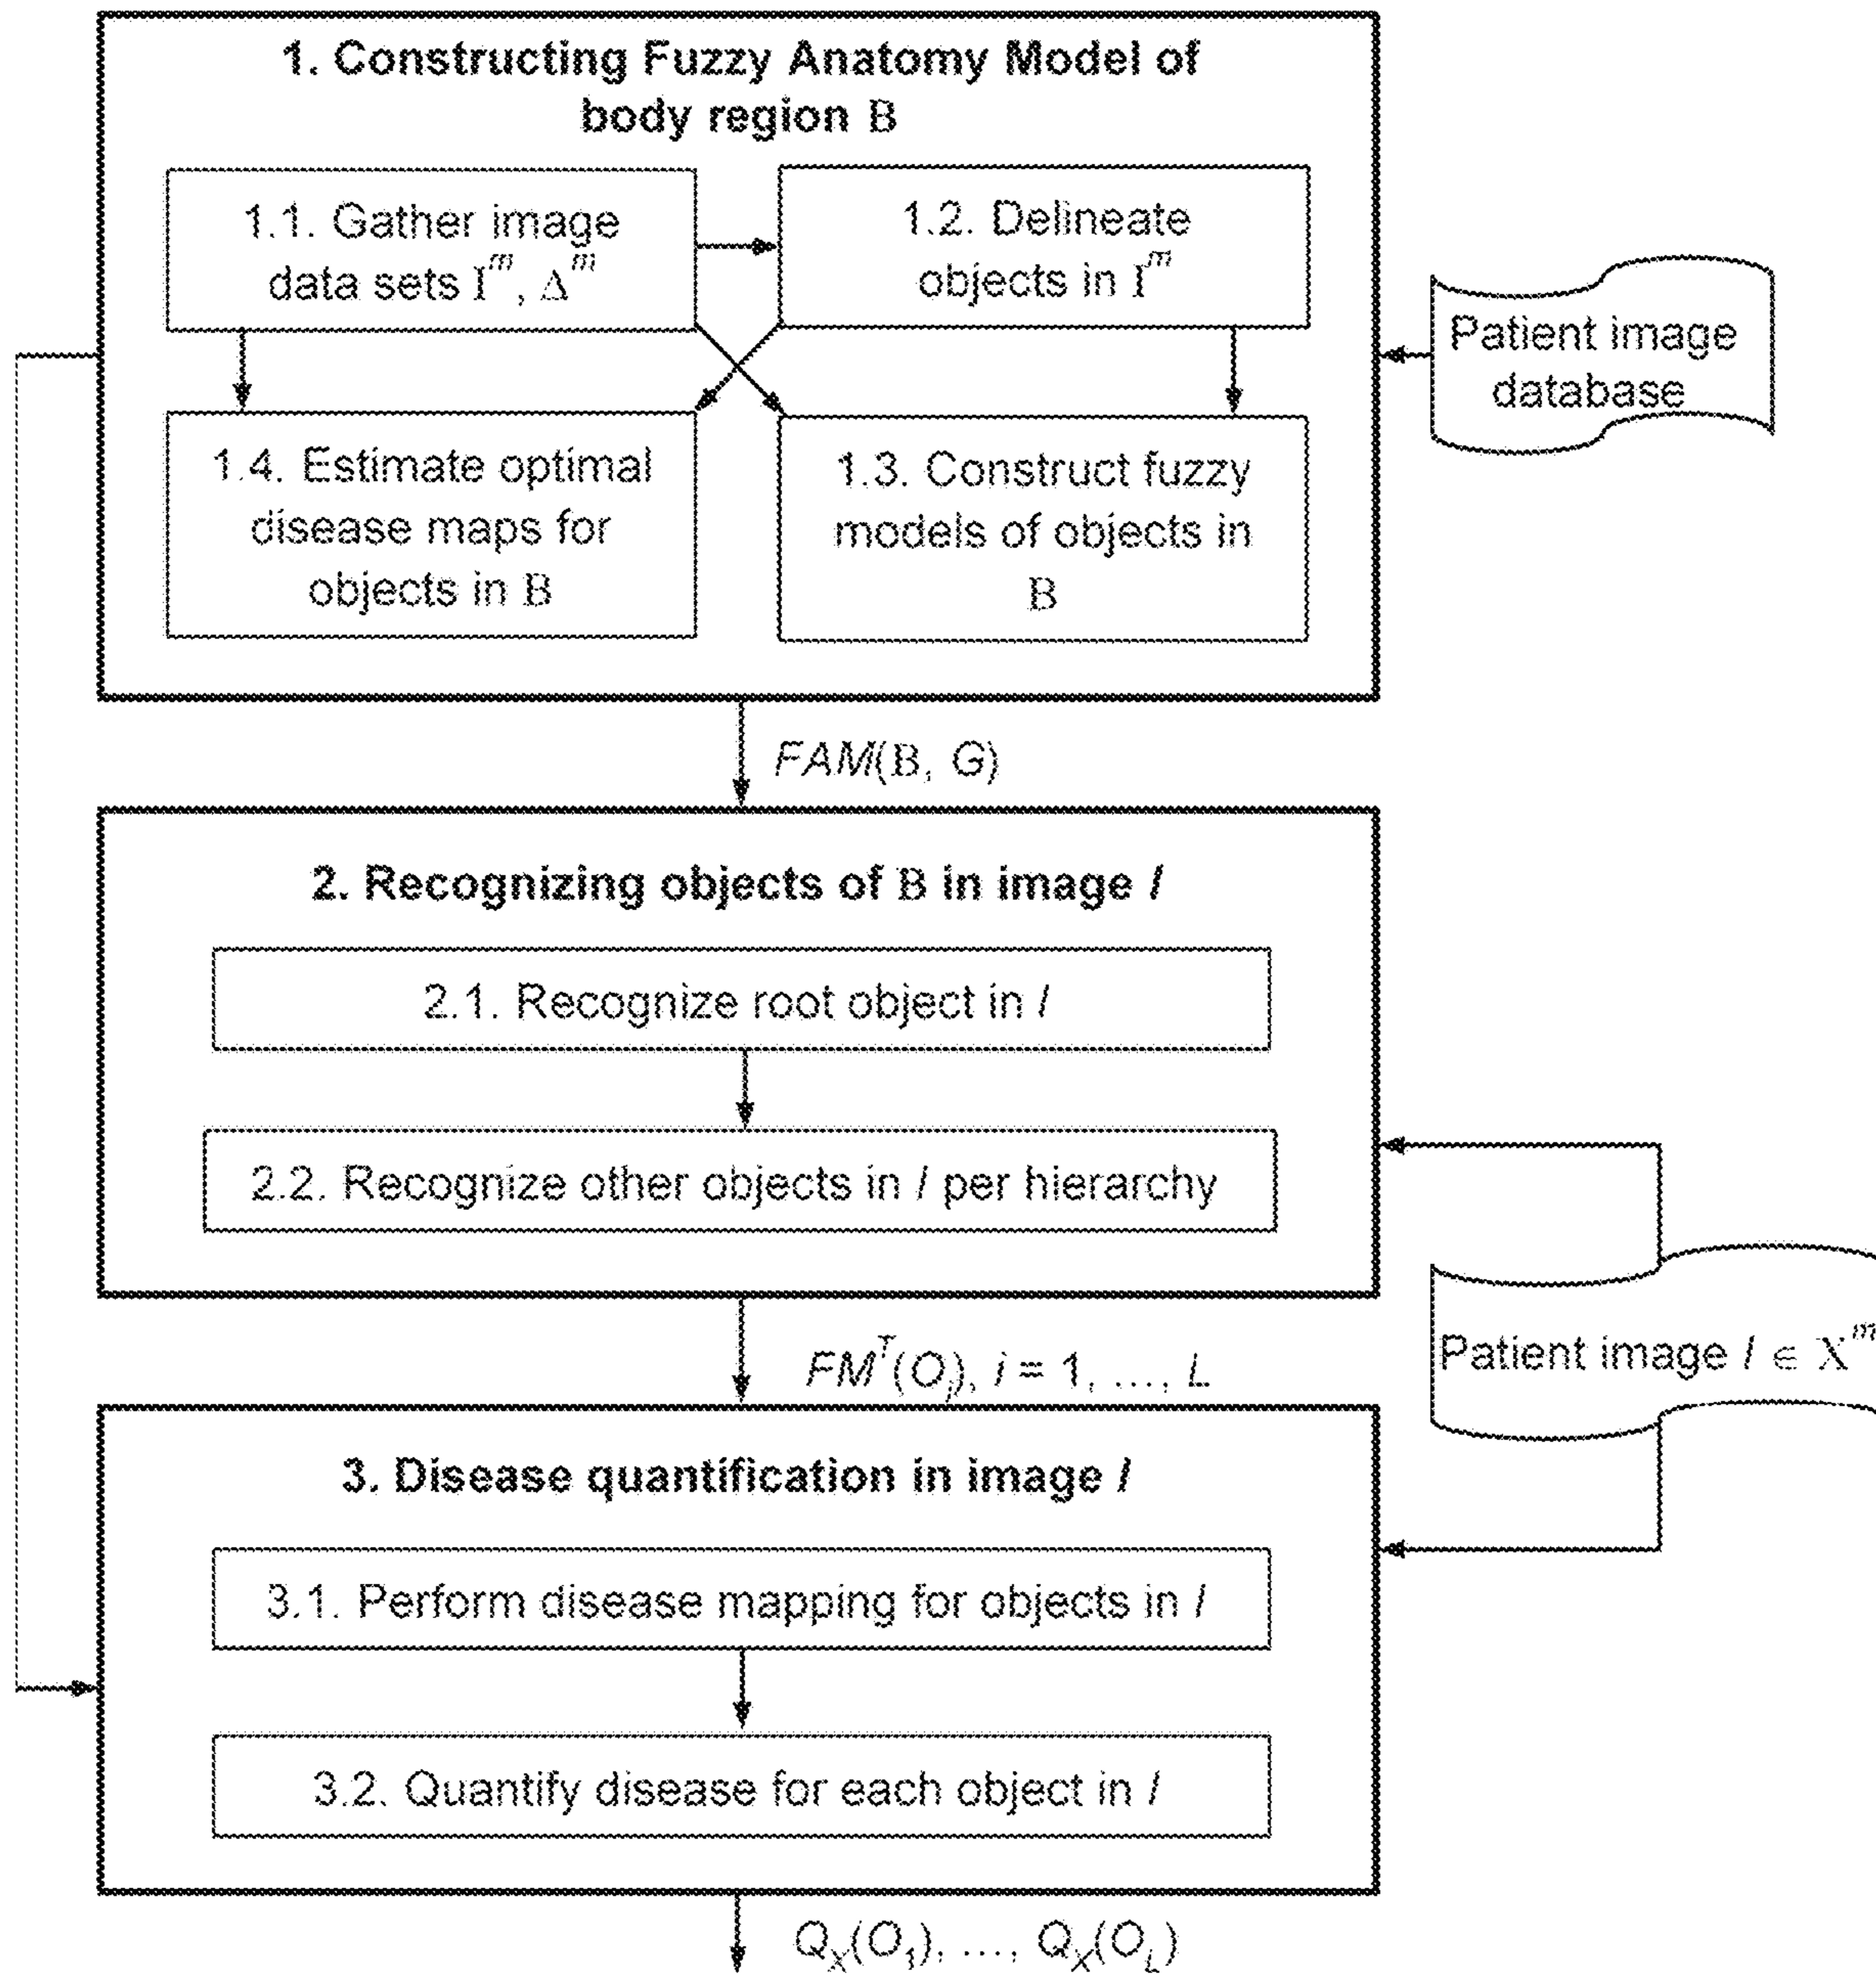 1. Constructing Fuzzy Anatomy Model of
body region B
1.1. Gather image
data sets I^m, Δ^m
1.2. Delineate
objects in I^m
Patient image
database
1.4. Estimate optimal
disease maps for
objects in B
1.3. Construct fuzzy
models of objects in
B
FAM(B, G)
2. Recognizing objects of B in image I
2.1. Recognize root object in I
2.2. Recognize other objects in I per hierarchy
Patient image I ∈ X^m
FM^T(O_i), i = 1, ..., L
3. Disease quantification in image I
3.1. Perform disease mapping for objects in I
3.2. Quantify disease for each object in I
Q_X(O_1), ..., Q_X(O_L)